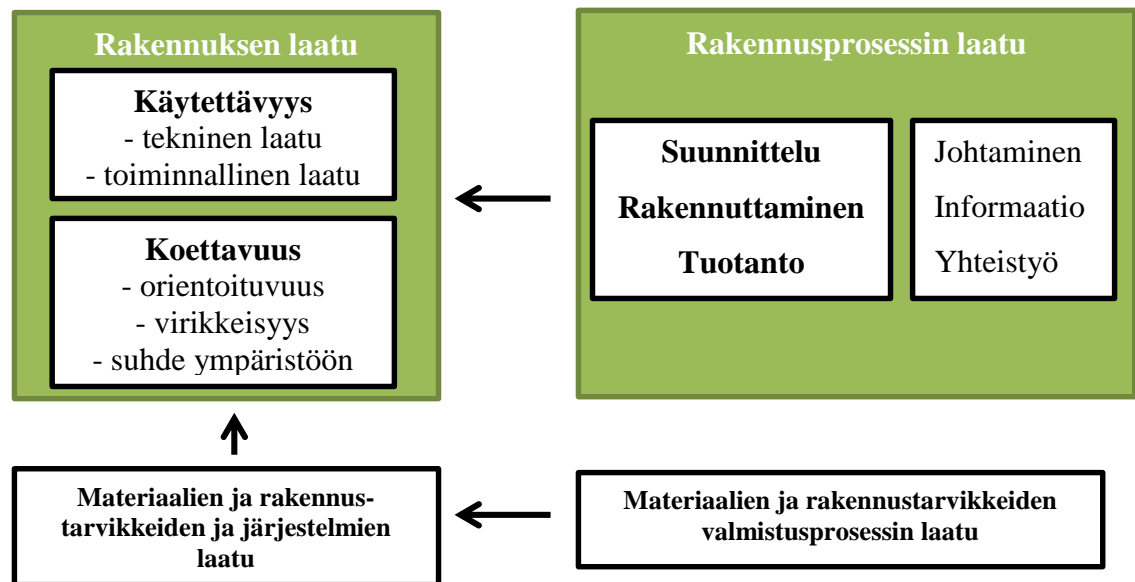 Rakennuksen laatu
Käytettävyys
- tekninen laatu
- toiminnallinen laatu
Koettavuus
- orientoituvuus
- virikkeisyys
- suhde ympäristöön
Rakennusprosessin laatu
Suunnittelu
Rakennuttaminen
Tuotanto
Johtaminen
Informaatio
Yhteistyö
Materiaalien ja rakennus-
tarvikkeiden ja järjestelmien
laatu
Materiaalien ja rakennustarvikkeiden
valmistusprosessin laatu